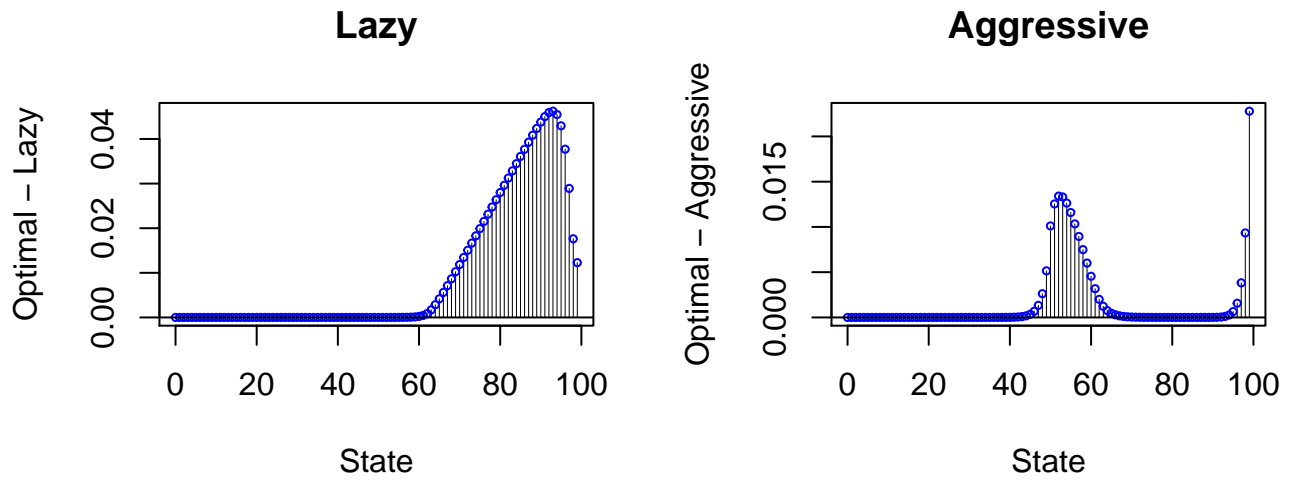 Lazy
Optimal − Lazy
0.00 0.02 0.04
0 20 40 60 80 100
State
Aggressive
Optimal − Aggressive
0.000 0.015
0 20 40 60 80 100
State